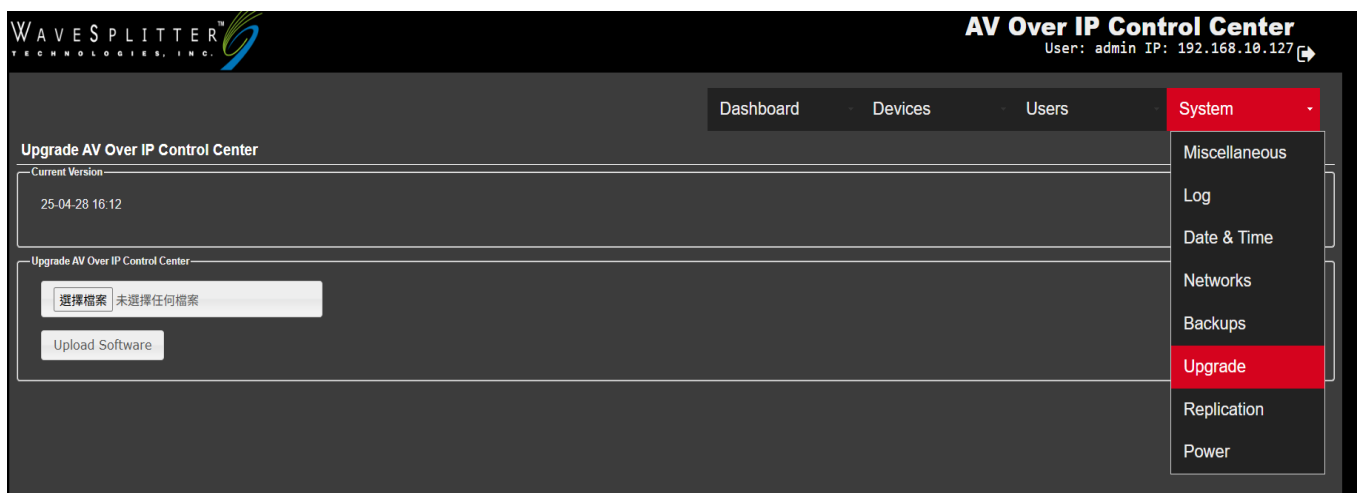 WAVESPLITTER™
TECHNOLOGIES, INC.
AV Over IP Control Center
User: admin IP: 192.168.10.127
Dashboard Devices Users System
Upgrade AV Over IP Control Center
Current Version
25-04-28 16:12
Upgrade AV Over IP Control Center
選擇檔案 未選擇任何檔案
Upload Software
Miscellaneous
Log
Date & Time
Networks
Backups
Upgrade
Replication
Power